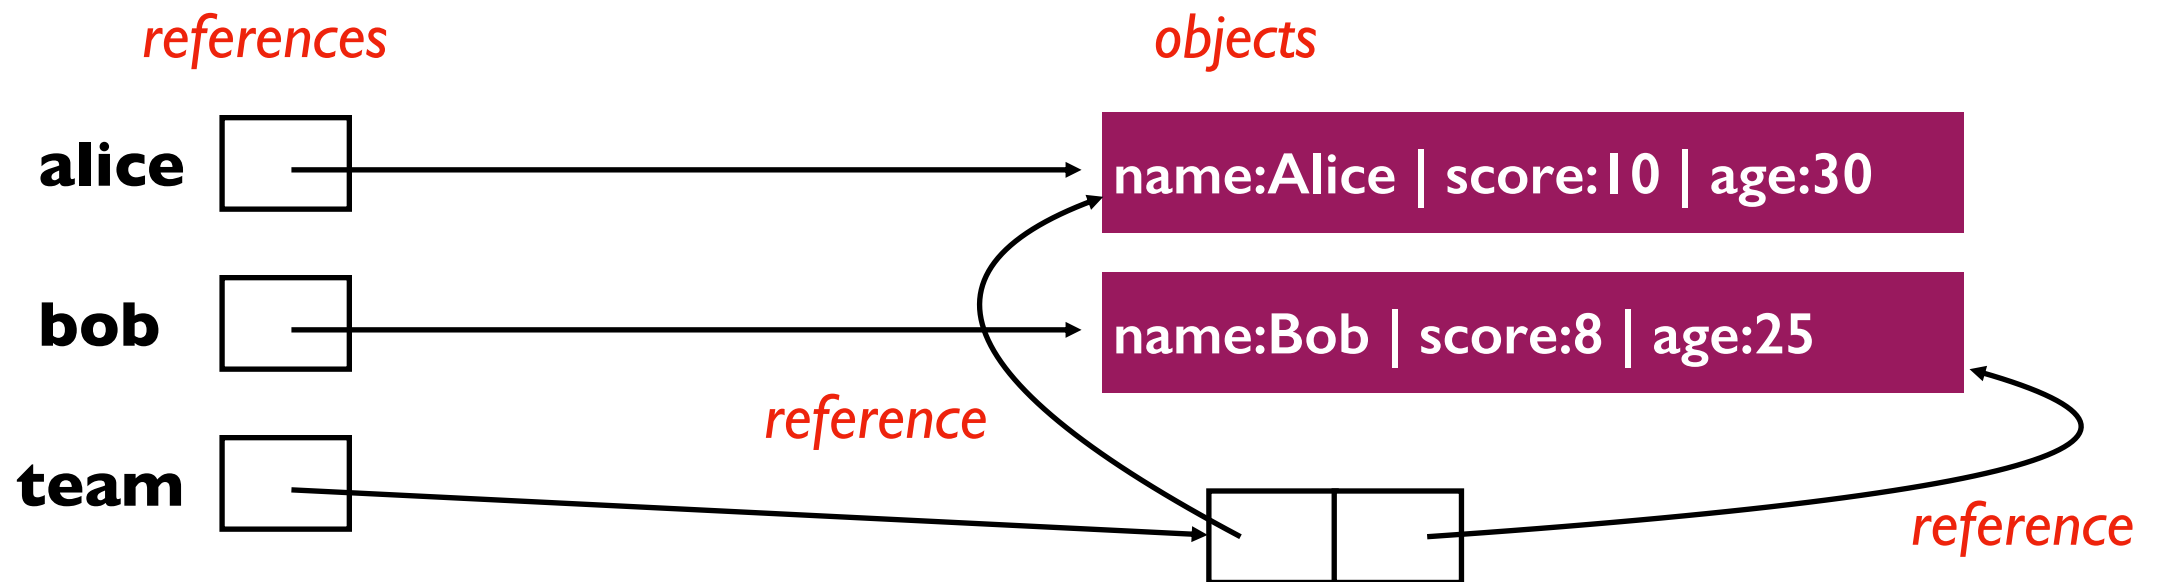 references
objects
alice
name:Alice | score:10 | age:30
bob
name:Bob | score:8 | age:25
reference
team
reference